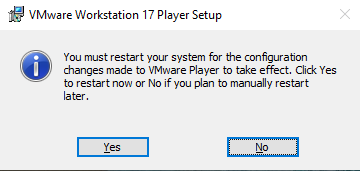 VMware Workstation 17 Player Setup
You must restart your system for the configuration
changes made to VMware Player to take effect. Click Yes
to restart now or No if you plan to manually restart
later.
Yes
No